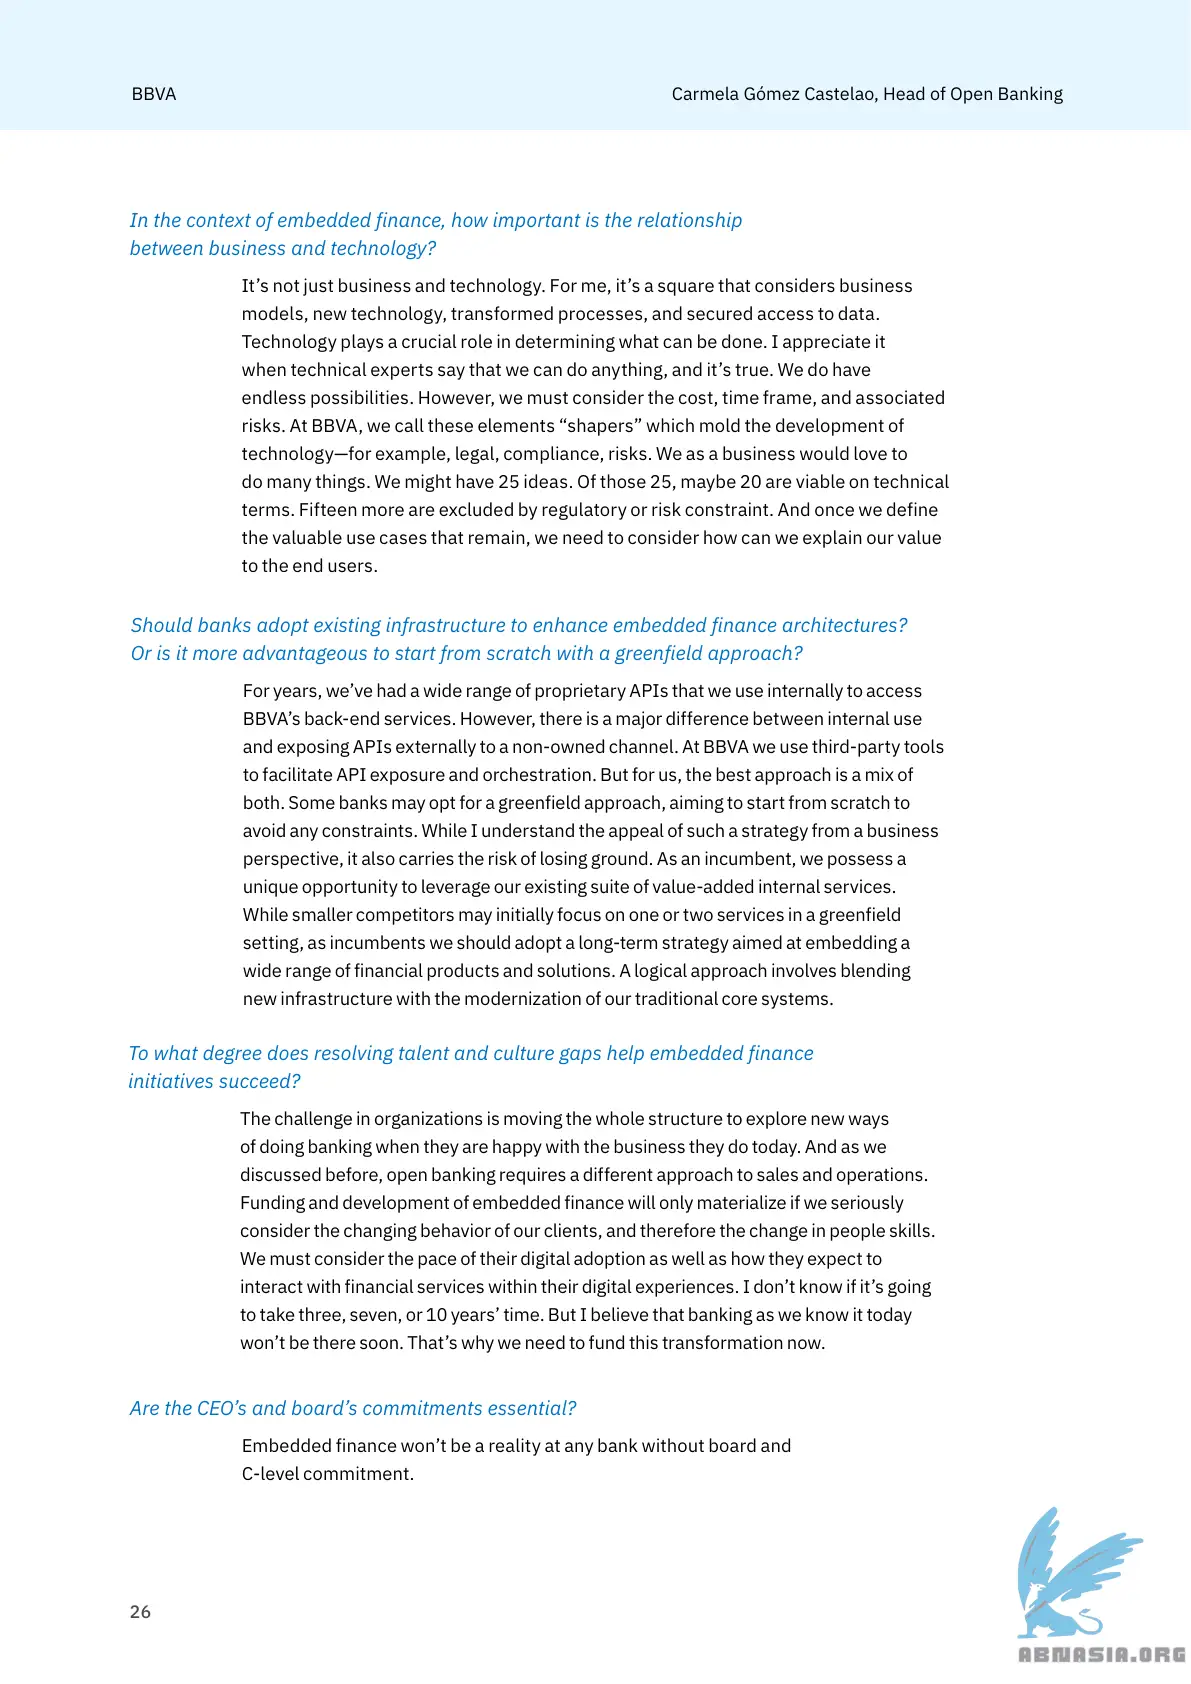 BBVA
Carmela Gómez Castelao, Head of Open Banking
In the context of embedded finance, how important is the relationship
between business and technology?
It’s not just business and technology. For me, it’s a square that considers business
models, new technology, transformed processes, and secured access to data.
Technology plays a crucial role in determining what can be done. I appreciate it
when technical experts say that we can do anything, and it’s true. We do have
endless possibilities. However, we must consider the cost, time frame, and associated
risks. At BBVA, we call these elements “shapers” which mold the development of
technology—for example, legal, compliance, risks. We as a business would love to
do many things. We might have 25 ideas. Of those 25, maybe 20 are viable on technical
terms. Fifteen more are excluded by regulatory or risk constraint. And once we define
the valuable use cases that remain, we need to consider how can we explain our value
to the end users.
Should banks adopt existing infrastructure to enhance embedded finance architectures?
Or is it more advantageous to start from scratch with a greenfield approach?
For years, we’ve had a wide range of proprietary APIs that we use internally to access
BBVA’s back-end services. However, there is a major difference between internal use
and exposing APIs externally to a non-owned channel. At BBVA we use third-party tools
to facilitate API exposure and orchestration. But for us, the best approach is a mix of
both. Some banks may opt for a greenfield approach, aiming to start from scratch to
avoid any constraints. While I understand the appeal of such a strategy from a business
perspective, it also carries the risk of losing ground. As an incumbent, we possess a
unique opportunity to leverage our existing suite of value-added internal services.
While smaller competitors may initially focus on one or two services in a greenfield
setting, as incumbents we should adopt a long-term strategy aimed at embedding a
wide range of financial products and solutions. A logical approach involves blending
new infrastructure with the modernization of our traditional core systems.
To what degree does resolving talent and culture gaps help embedded finance
initiatives succeed?
The challenge in organizations is moving the whole structure to explore new ways
of doing banking when they are happy with the business they do today. And as we
discussed before, open banking requires a different approach to sales and operations.
Funding and development of embedded finance will only materialize if we seriously
consider the changing behavior of our clients, and therefore the change in people skills.
We must consider the pace of their digital adoption as well as how they expect to
interact with financial services within their digital experiences. I don’t know if it’s going
to take three, seven, or 10 years’ time. But I believe that banking as we know it today
won’t be there soon. That’s why we need to fund this transformation now.
Are the CEO’s and board’s commitments essential?
Embedded finance won’t be a reality at any bank without board and
C-level commitment.
26
ABNASIA.ORG